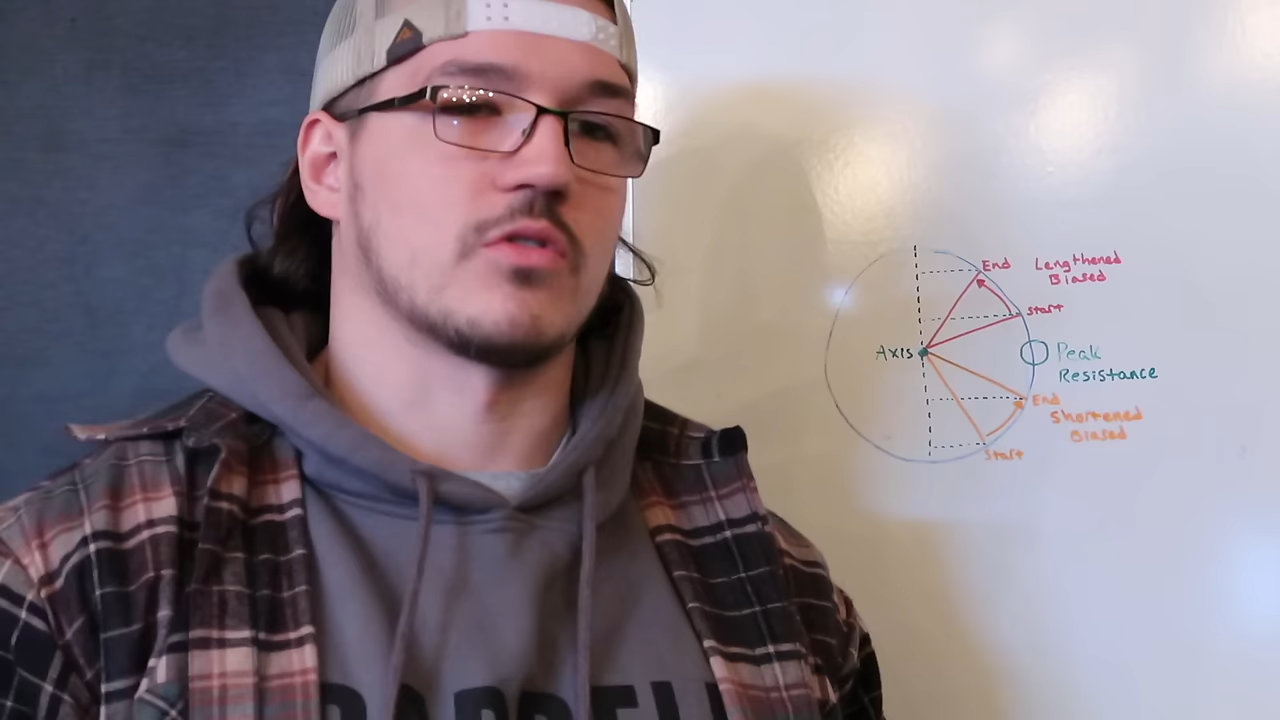 End
Lengthened
Biased
Start
Axis
Peak
Resistance
End
Shortened
Biased
Start